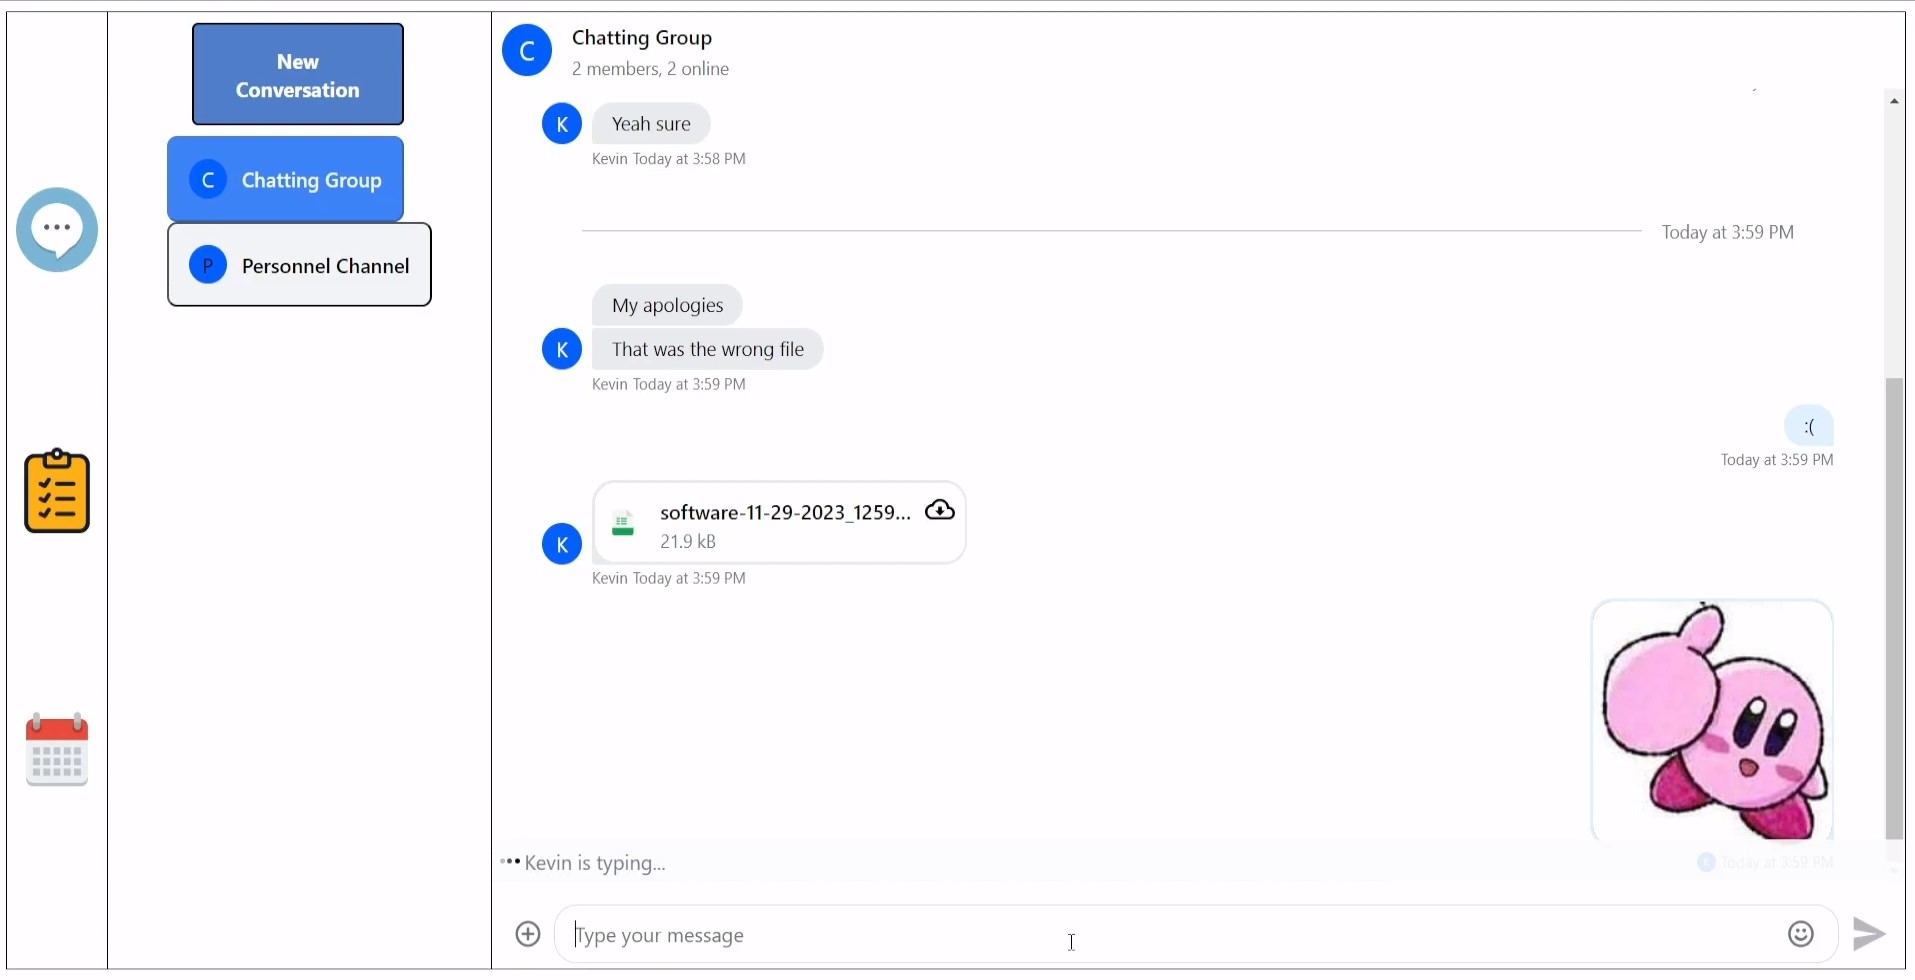 New
Conversation
C Chatting Group
P Personnel Channel
C
Chatting Group
2 members, 2 online
K
Yeah sure
Kevin Today at 3:58 PM
Today at 3:59 PM
My apologies
K
That was the wrong file
Kevin Today at 3:59 PM
:(
Today at 3:59 PM
software-11-29-2023_1259...
21.9 kB
K
Kevin Today at 3:59 PM
Kevin is typing...
K Today at 3:59 PM
Type your message